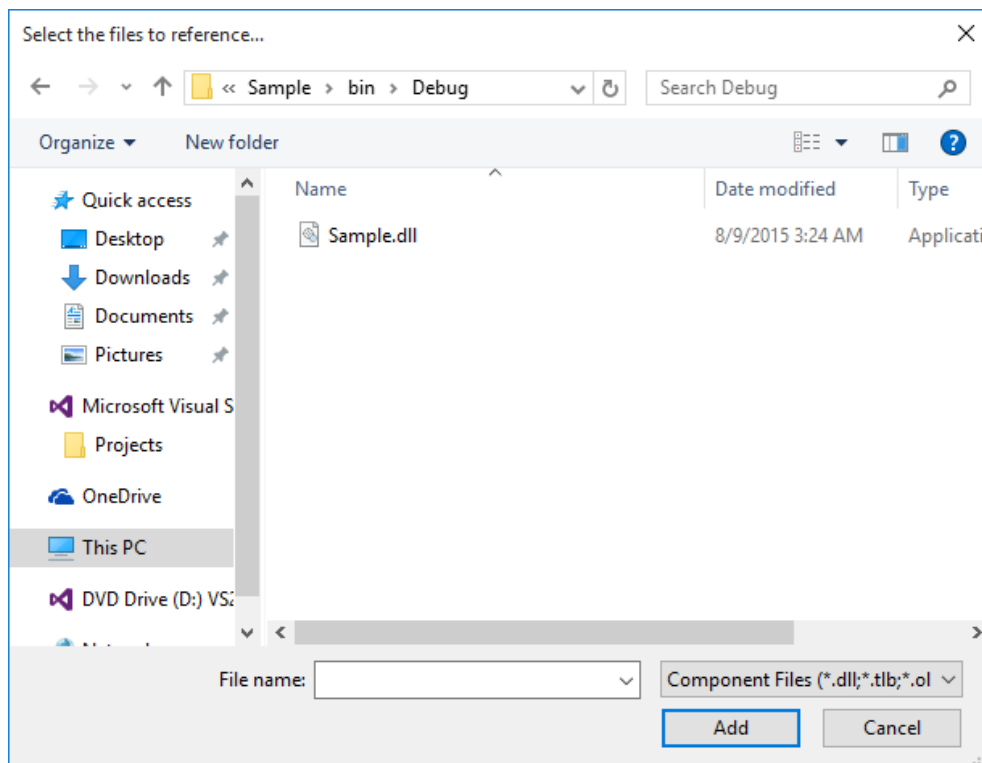 Select the files to reference...
« Sample > bin > Debug Search Debug
Organize New folder
Name Date modified Type
Quick access
Sample.dll 8/9/2015 3:24 AM Applicati
Desktop
Downloads
Documents
Pictures
Microsoft Visual S
Projects
OneDrive
This PC
DVD Drive (D:) VS2
File name: Component Files (*.dll;*.tlb;*.ol
Add Cancel